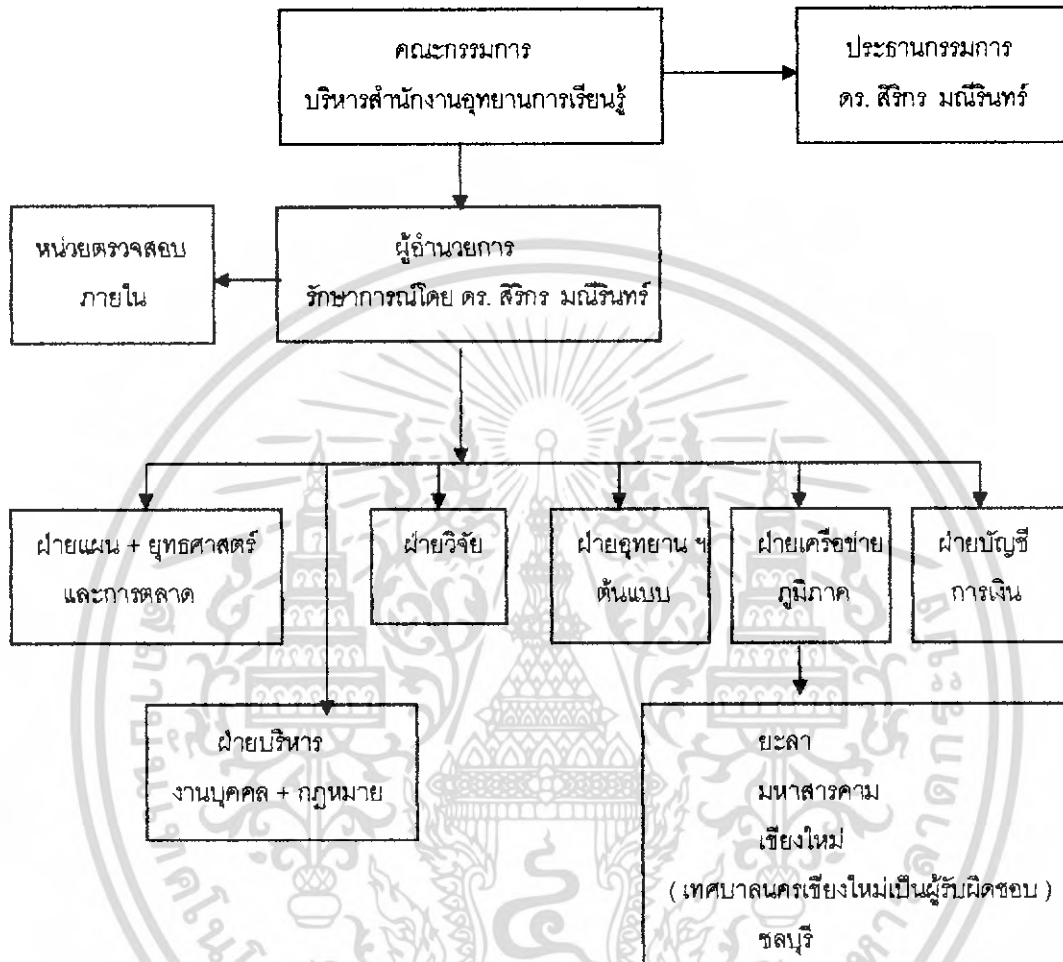 คณะกรรมการ
บริหารสำนักงานอุทยานการเรียนรู้
ประธานกรรมการ
ดร. สิริกร มณีรินทร์
หน่วยตรวจสอบ
ภายใน
ผู้อำนวยการ
รักษาการณ์โดย ดร. สิริกร มณีรินทร์
ฝ่ายแผน + ยุทธศาสตร์
และการตลาด
ฝ่ายวิจัย
ฝ่ายอุทยาน ฯ
ต้นแบบ
ฝ่ายเครือข่าย
ภูมิภาค
ฝ่ายบัญชี
การเงิน
ฝ่ายบริหาร
งานบุคคล + กฎหมาย
ยะลา
มหาสารคาม
เชียงใหม่
( เทศบาลนครเชียงใหม่เป็นผู้รับผิดชอบ )
ชลบุรี